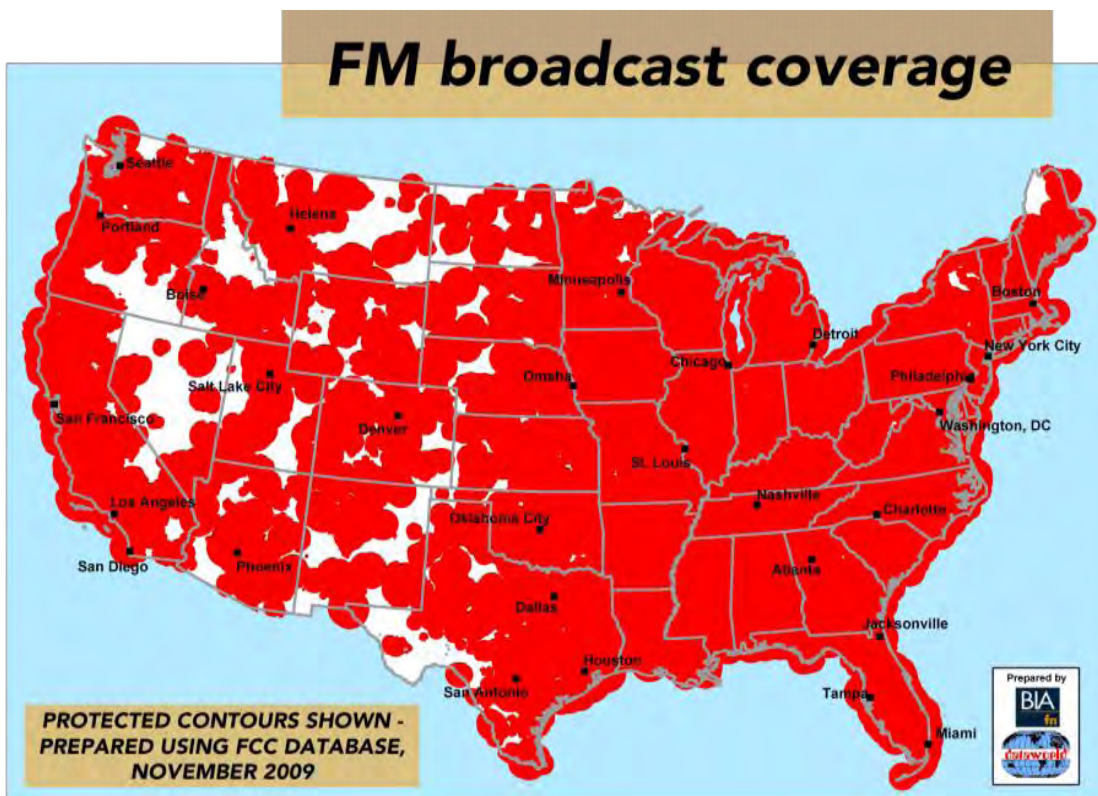 FM broadcast coverage
Seattle
Portland
Helena
Boise
Minneapolis
Boston
Detroit
New York City
Chicago
Omaha
Salt Lake City
Philadelphi
San Francisco
Denver
Washington, DC
St. Louis
Los Angeles
Nashville
Oklahoma City
Charlotte
San Diego
Phoenix
Atlanta
Dallas
Jacksonville
Houston
San Antonio
Tampa
Miami
Prepared by
BIA
fn
dataworld
PROTECTED CONTOURS SHOWN -
PREPARED USING FCC DATABASE,
NOVEMBER 2009